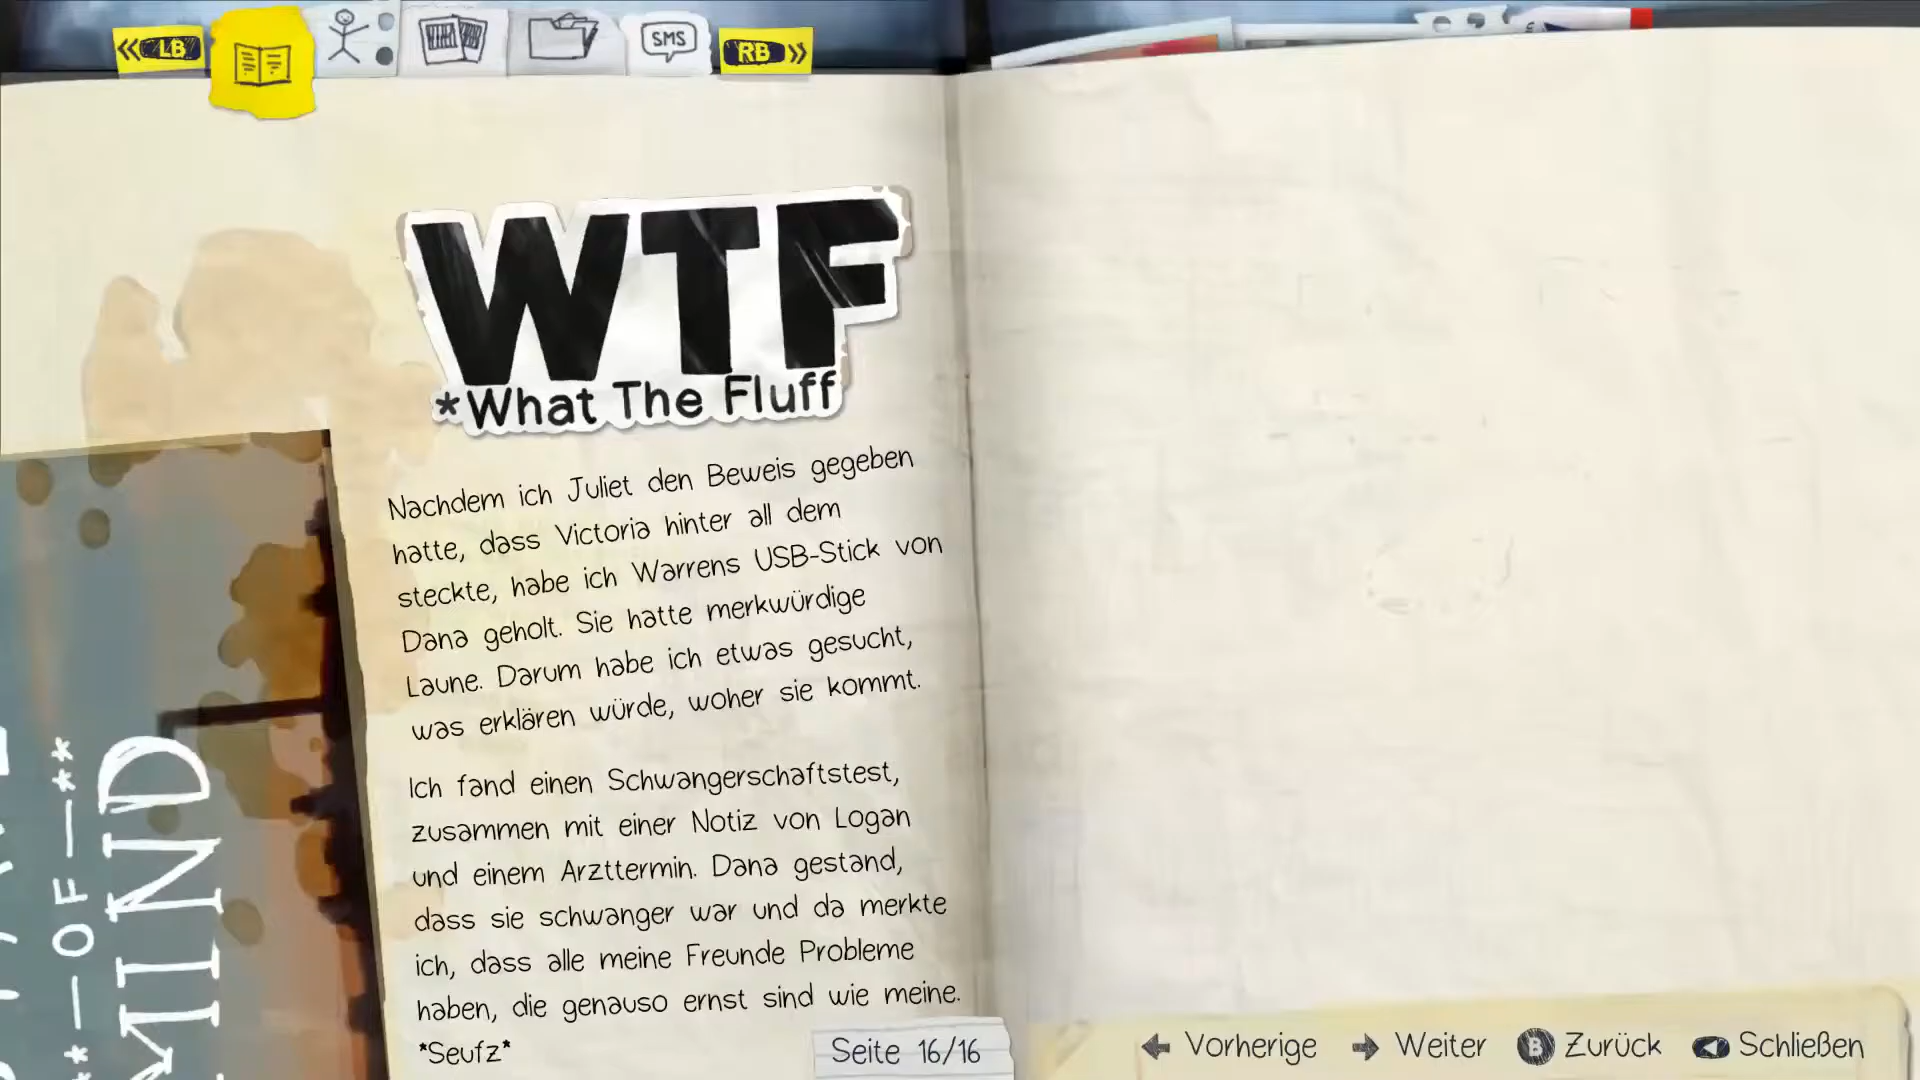 LB
SMS
RB
WTF
*What The Fluff
Nachdem ich Juliet den Beweis gegeben
hatte, dass Victoria hinter all dem
steckte, habe ich Warrens USB-Stick von
Dana geholt. Sie hatte merkwürdige
Laune. Darum habe ich etwas gesucht,
was erklären würde, woher sie kommt.
Ich fand einen Schwangerschaftstest,
zusammen mit einer Notiz von Logan
und einem Arzttermin. Dana gestand,
dass sie schwanger war und da merkte
ich, dass alle meine Freunde Probleme
haben, die genauso ernst sind wie meine.
*Seufz*
*—OF—**
MIND
Seite 16/16
Vorherige
Weiter
B Zurück
Schließen